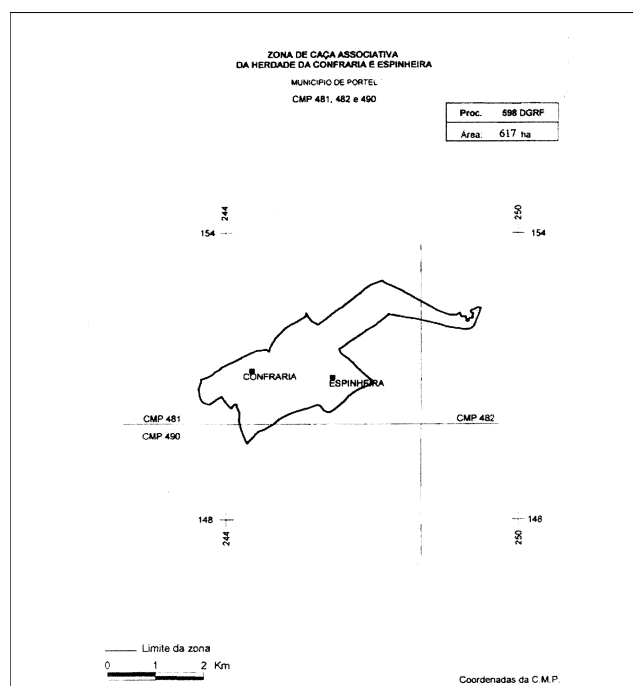 ZONA DE CAÇA ASSOCIATIVA
DA HERDADE DA CONFRARIA E ESPINHEIRA
MUNICIPIO DE PORTEL
CMP 481, 482 e 490
Proc. 598 DGRF
Area: 617 ha
244
250
154
154
CONFRARIA
ESPINHEIRA
CMP 481
CMP 482
CMP 490
148
148
244
250
Limite da zona
0 1 2 Km
Coordenadas da C.M.P.